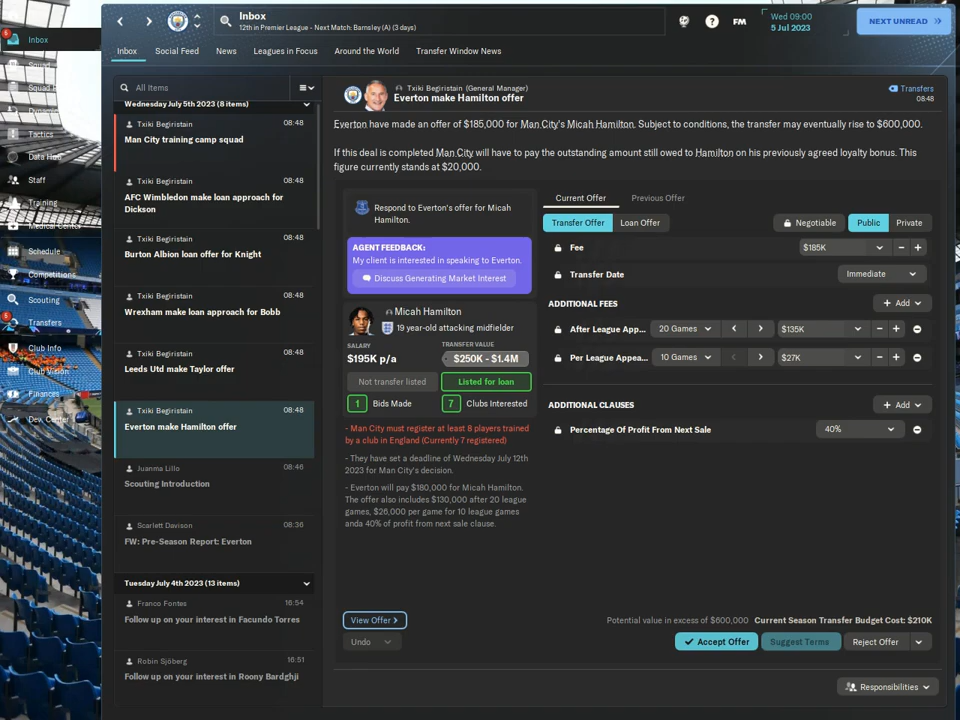 Inbox
12th in Premier League - Next Match: Barnsley (A) (3 days)
?
FM
Wed 09:00
5 Jul 2023
NEXT UNREAD
Inbox
Social Feed
News
Leagues in Focus
Around the World
Transfer Window News
5
Inbox
Tactics
Data Hub
Staff
Training
Medical Center
Schedule
Competitions
Scouting
5
Transfers
Club Info
Club Vision
Finances
Dev. Center
All Items
Wednesday July 5th 2023 (8 items)
Txiki Begiristain 08:48
Man City training camp squad
Txiki Begiristain 08:48
AFC Wimbledon make loan approach for
Dickson
Txiki Begiristain 08:48
Burton Albion loan offer for Knight
Txiki Begiristain 08:48
Wrexham make loan approach for Bobb
Txiki Begiristain 08:48
Leeds Utd make Taylor offer
Txiki Begiristain 08:48
Everton make Hamilton offer
Juanma Lillo 08:46
Scouting Introduction
Scarlett Davison 08:36
FW: Pre-Season Report: Everton
Tuesday July 4th 2023 (13 items)
Franco Fontes 16:54
Follow up on your interest in Facundo Torres
Robin Sjöberg 16:51
Follow up on your interest in Roony Bardghji
Txiki Begiristain (General Manager)
Everton make Hamilton offer
Transfers
08:48
Everton have made an offer of $185,000 for Man City's Micah Hamilton. Subject to conditions, the transfer may eventually rise to $600,000.
If this deal is completed Man City will have to pay the outstanding amount still owed to Hamilton on his previously agreed loyalty bonus. This
figure currently stands at $20,000.
Respond to Everton's offer for Micah
Hamilton.
AGENT FEEDBACK:
My client is interested in speaking to Everton.
Discuss Generating Market Interest
Micah Hamilton
19 year-old attacking midfielder
SALARY
TRANSFER VALUE
$195K p/a
$250K - $1.4M
Not transfer listed
Listed for loan
1 Bids Made
7 Clubs Interested
- Man City must register at least 8 players trained
by a club in England (Currently 7 registered)
- They have set a deadline of Wednesday July 12th
2023 for Man City's decision.
- Everton will pay $180,000 for Micah Hamilton.
The offer also includes $130,000 after 20 league
games, $26,000 per game for 10 league games
anda 40% of profit from next sale clause.
Current Offer
Previous Offer
Transfer Offer
Loan Offer
Negotiable
Public
Private
Fee
$185K
Transfer Date
Immediate
ADDITIONAL FEES
Add
After League App...
20 Games
$135K
Per League Appea...
10 Games
$27K
ADDITIONAL CLAUSES
Add
Percentage Of Profit From Next Sale
40%
View Offer
Undo
Potential value in excess of $600,000
Current Season Transfer Budget Cost: $210K
Accept Offer
Suggest Terms
Reject Offer
Responsibilities